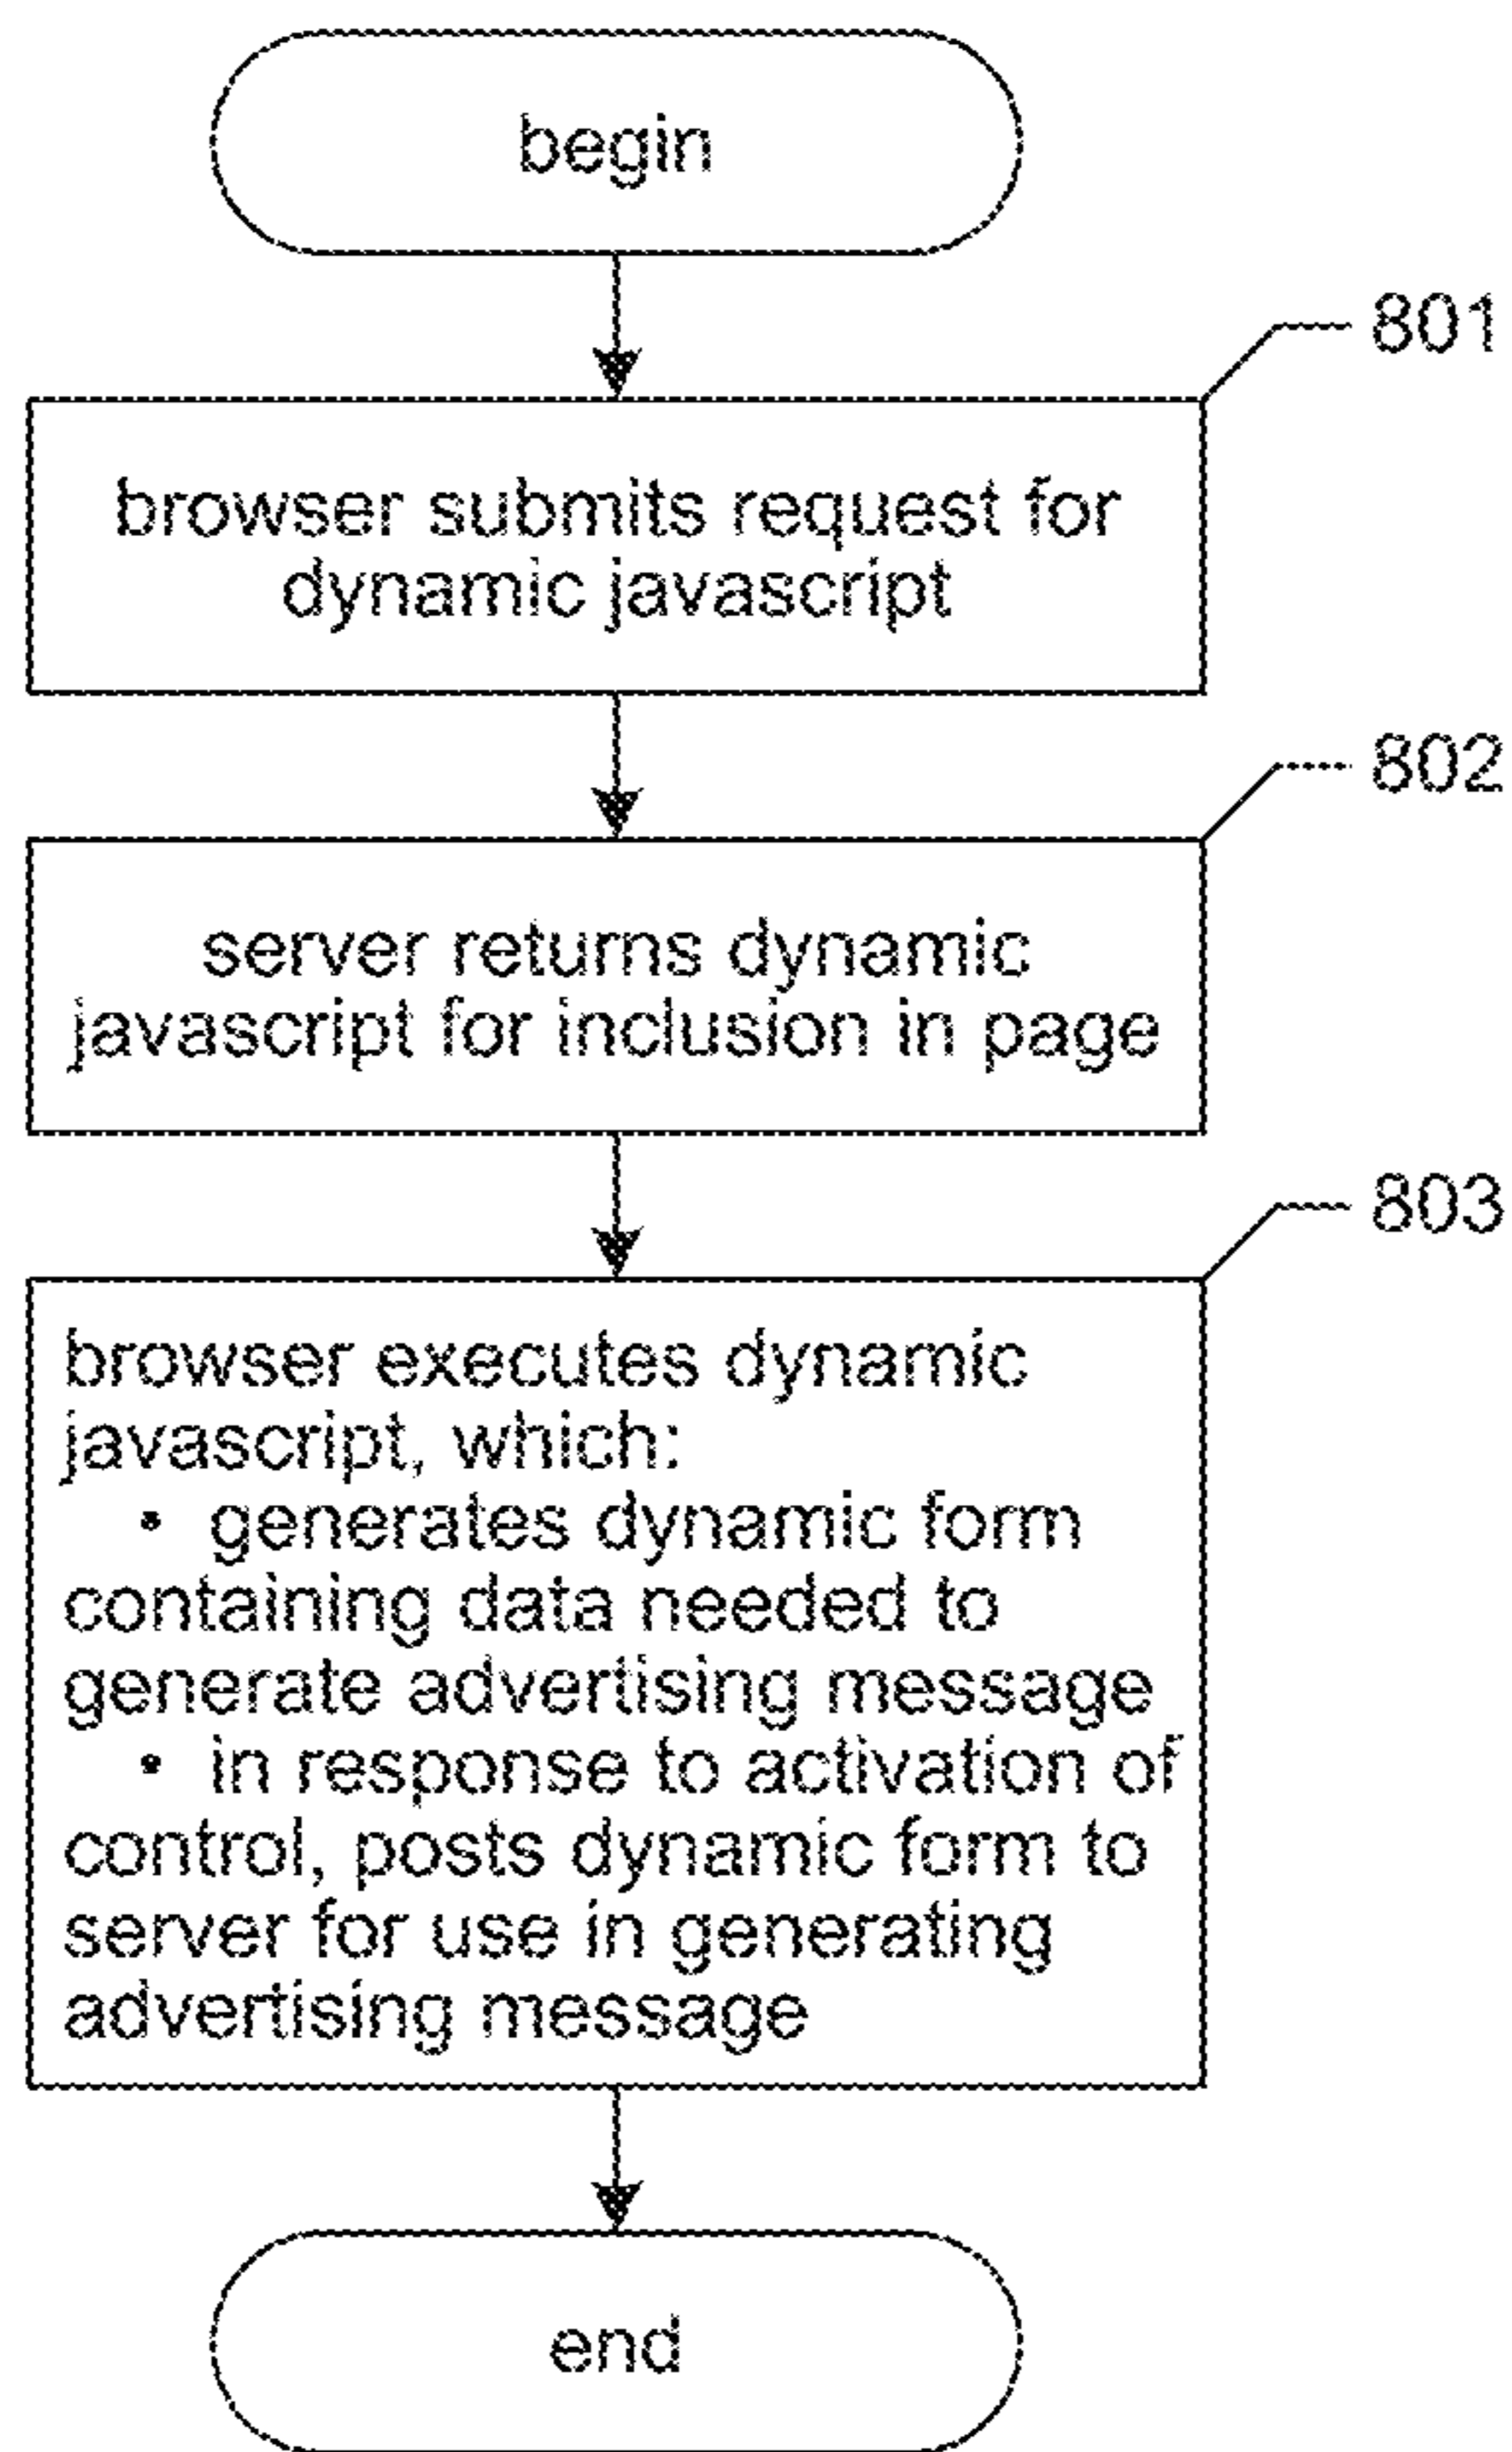 begin
801
browser submits request for
dynamic javascript
802
server returns dynamic
javascript for inclusion in page
803
browser executes dynamic
javascript, which:
• generates dynamic form
containing data needed to
generate advertising message
• in response to activation of
control, posts dynamic form to
server for use in generating
advertising message
end